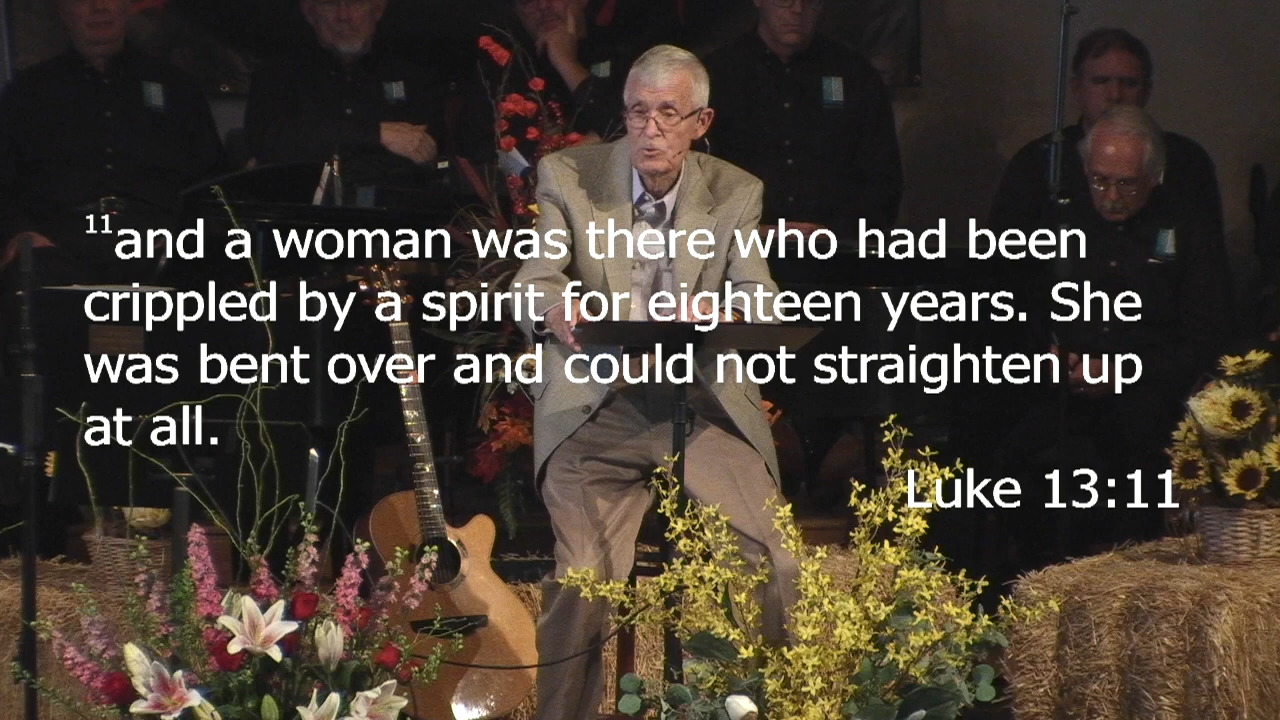 11and a woman was there who had been
crippled by a spirit for eighteen years. She
was bent over and could not straighten up
at all.
Luke 13:11